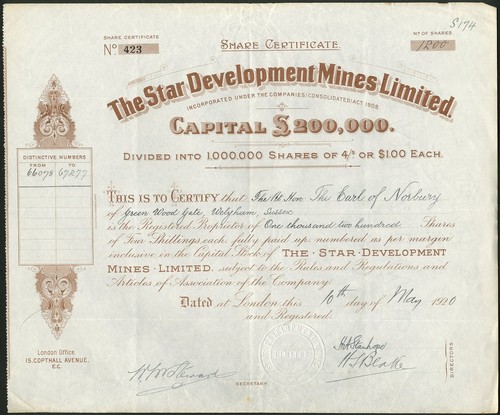 S174
SHARE CERTIFICATE
Nº 423
SHARE CERTIFICATE
Nº OF SHARES
1200
The Star Development Mines Limited.
INCORPORATED UNDER THE COMPANIES (CONSOLIDATED) ACT 1908.
CAPITAL £200,000.
DIVIDED INTO 1,000,000 SHARES OF 4/s OR $1.00 EACH.
DISTINCTIVE NUMBERS
FROM TO
66078 67277
THIS IS TO CERTIFY that The Rt Hon. The Earl of Norbury
of Green Wood Gate, Sussex
is the Registered Proprietor of One thousand two hundred Shares
of Four Shillings each, fully paid up, numbered as per margin
inclusive in the Capital Stock of THE STAR DEVELOPMENT
MINES LIMITED, subject to the Rules and Regulations and
Articles of Association of the Company.
Dated at London this 10th day of May 1920
and Registered.
London Office
15, COPTHALL AVENUE,
E.C.
SECRETARY.
H S Blake
DIRECTORS